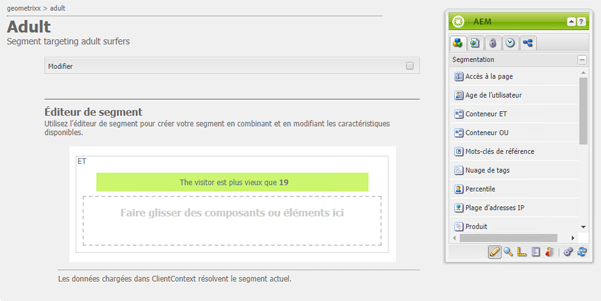 geometrixx > adult
Adult
Segment targeting adult surfers
Modifier
Éditeur de segment
Utilisez l'éditeur de segment pour créer votre segment en combinant et en modifiant les caractéristiques
disponibles.
ET
The visitor est plus vieux que 19
Faire glisser des composants ou éléments ici
Les données chargées dans ClientContext résolvent le segment actuel.
AEM
Segmentation
Accès à la page
Age de l'utilisateur
Conteneur ET
Conteneur OU
Mots-clés de référence
Nuage de tags
Percentile
Plage d'adresses IP
Produit